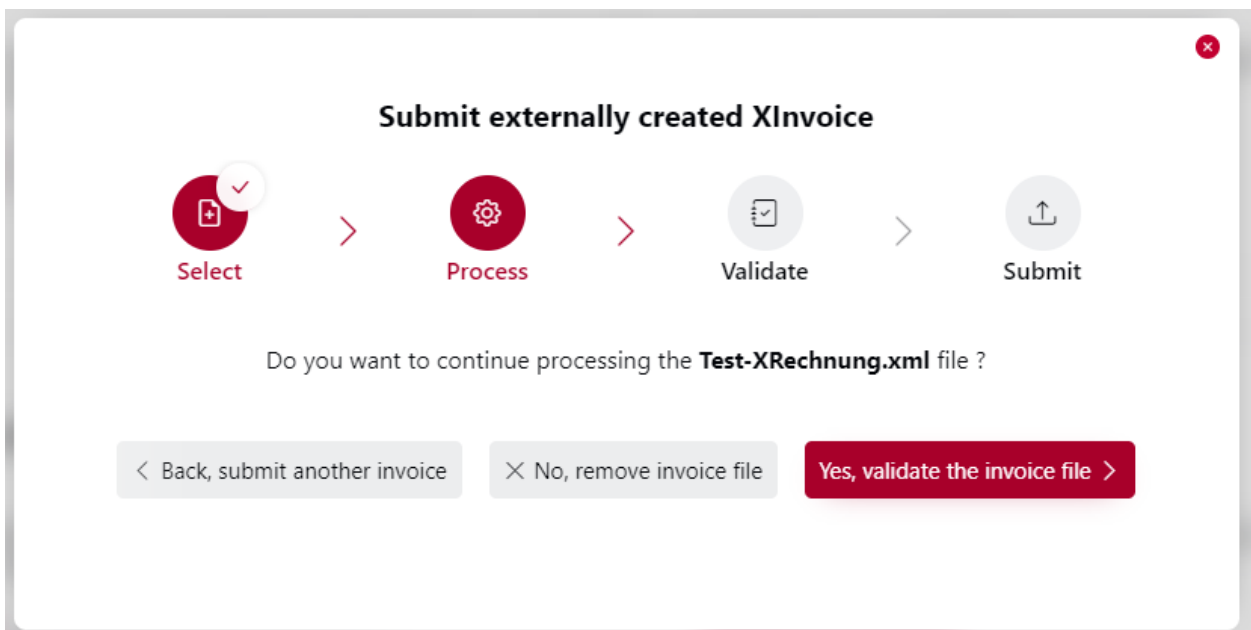 Submit externally created XInvoice
Select
Process
Validate
Submit
Do you want to continue processing the Test-XRechnung.xml file ?
Back, submit another invoice
No, remove invoice file
Yes, validate the invoice file